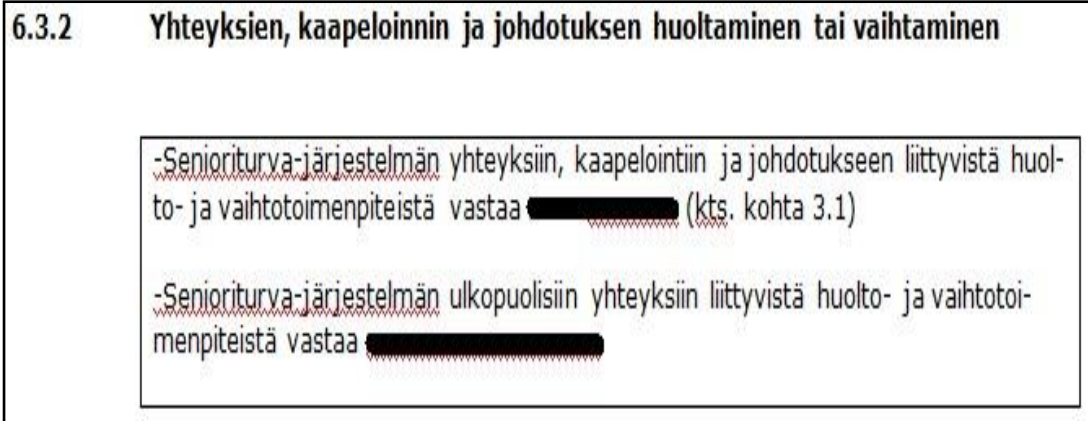 6.3.2 Yhteyksien, kaapeloinnin ja johdotuksen huoltaminen tai vaihtaminen
-Senioriturva-järjestelmän yhteyksiin, kaapelointiin ja johdotukseen liittyvistä huol-
to- ja vaihtotoimenpiteistä vastaa (kts. kohta 3.1)
-Senioriturva-järjestelmän ulkopuolisiin yhteyksiin liittyvistä huolto- ja vaihtotoi-
menpiteistä vastaa